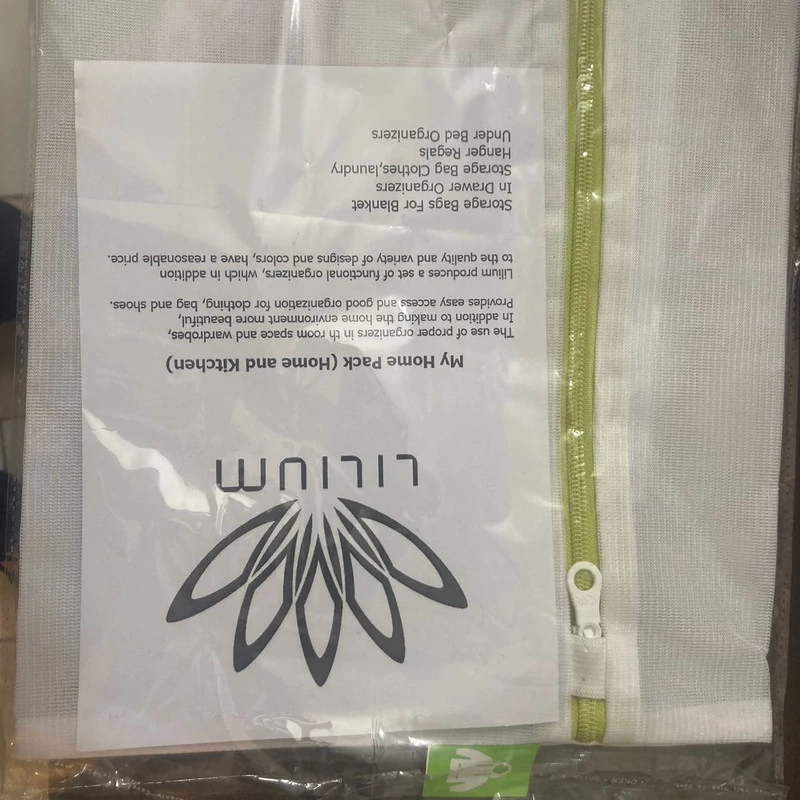 LILIUM
My Home Pack (Home and Kitchen)
The use of proper organizers in th room space and wardrobes,
In addition to making the home environment more beautiful,
Provides easy access and good organization for clothing, bag and shoes.
Lilium produces a set of functional organizers, which in addition
to the quality and variety of designs and colors, have a reasonable price.
Storage Bags For Blanket
In Drawer Organizers
Storage Bag Clothes,laundry
Hanger Regals
Under Bed Organizers